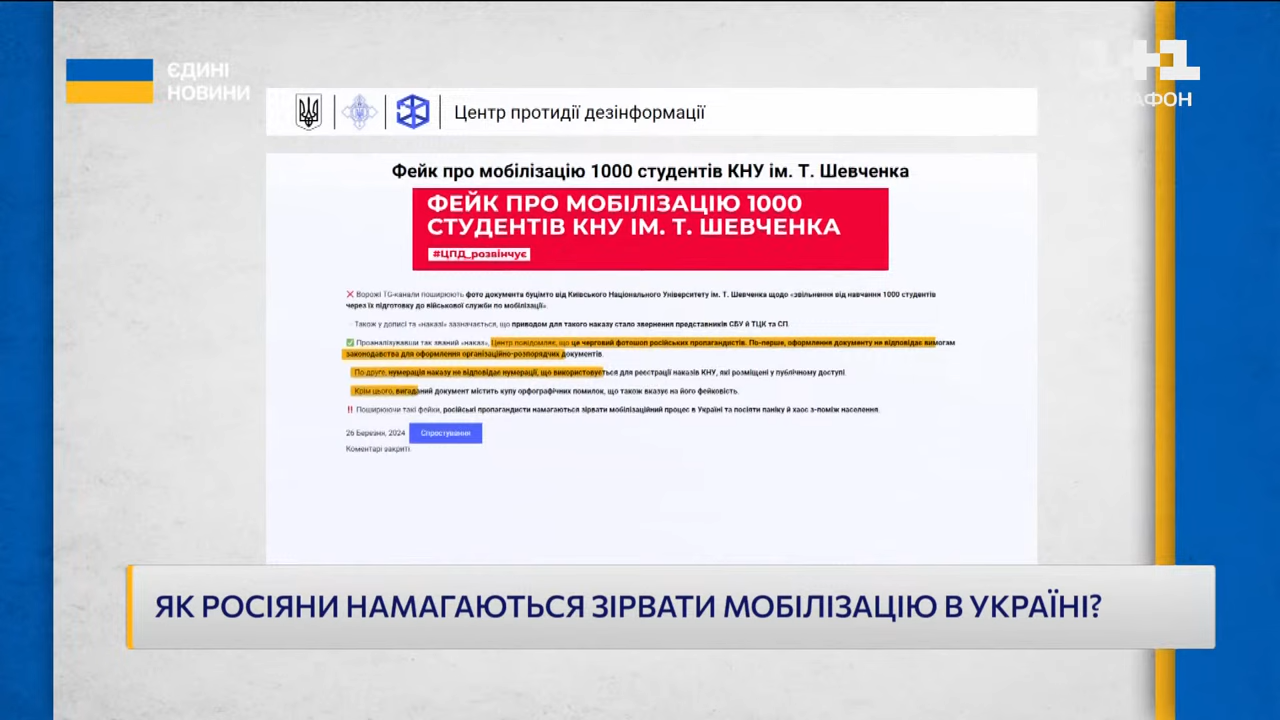 ЄДИНІ
НОВИНИ
1+1
АФОН
Центр протидії дезінформації
Фейк про мобілізацію 1000 студентів КНУ ім. Т. Шевченка
ФЕЙК ПРО МОБІЛІЗАЦІЮ 1000
СТУДЕНТІВ КНУ ІМ. Т. ШЕВЧЕНКА
#ЦПД_розвінчує
❌ Ворожі TG-канали поширюють фото документа буцімто від Київського Національного Університету ім. Т. Шевченка щодо «звільнення від навчання 1000 студентів
через їх підготовку до військової служби по мобілізації».
Також у дописі та «наказі» зазначається, що приводом для такого наказу стало звернення представників СБУ й ТЦК та СП.
✅ Проаналізувавши так званий «наказ», Центр повідомляє, що це черговий фотошоп російських пропагандистів. По-перше, оформлення документу не відповідає вимогам
законодавства для оформлення організаційно-розпорядчих документів.
По-друге, нумерація наказу не відповідає нумерації, що використовується для реєстрації наказів КНУ, які розміщені у публічному доступі.
Крім цього, вигаданий документ містить купу орфографічних помилок, що також вказує на його фейковість.
‼️ Поширюючи такі фейки, російські пропагандисти намагаються зірвати мобілізаційний процес в Україні та посіяти паніку й хаос з-поміж населення.
26 Березня, 2024 Спростування
Коментарі закриті
ЯК РОСІЯНИ НАМАГАЮТЬСЯ ЗІРВАТИ МОБІЛІЗАЦІЮ В УКРАЇНІ?